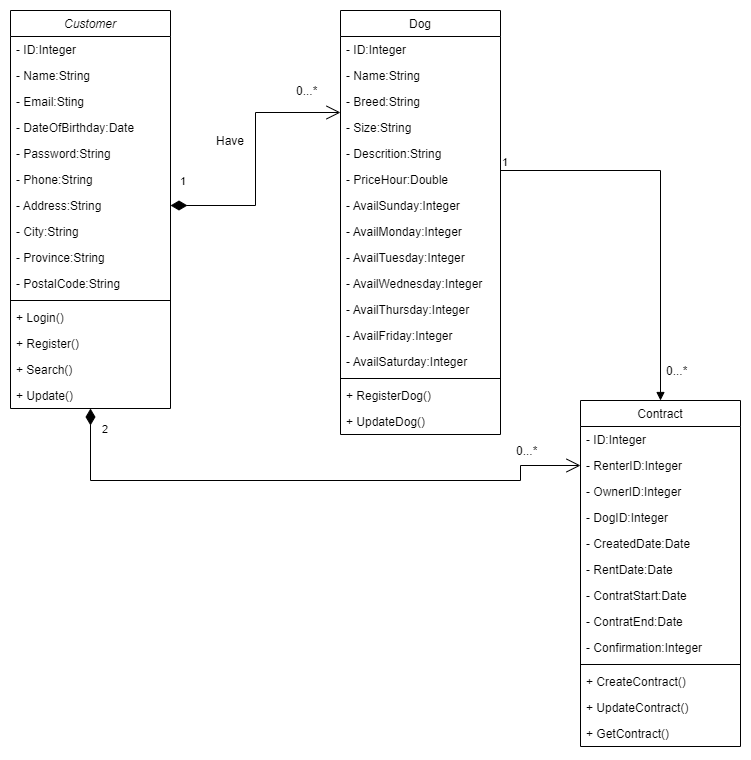 Customer
- ID:Integer
- Name:String
- Email:Sting
- DateOfBirthday:Date
- Password:String
- Phone:String
- Address:String
- City:String
- Province:String
- PostalCode:String
+ Login()
+ Register()
+ Search()
+ Update()
1
Have
0...*
Dog
- ID:Integer
- Name:String
- Breed:String
- Size:String
- Descrition:String
- PriceHour:Double
- AvailSunday:Integer
- AvailMonday:Integer
- AvailTuesday:Integer
- AvailWednesday:Integer
- AvailThursday:Integer
- AvailFriday:Integer
- AvailSaturday:Integer
+ RegisterDog()
+ UpdateDog()
1
0...*
2
0...*
Contract
- ID:Integer
- RenterID:Integer
- OwnerID:Integer
- DogID:Integer
- CreatedDate:Date
- RentDate:Date
- ContratStart:Date
- ContratEnd:Date
- Confirmation:Integer
+ CreateContract()
+ UpdateContract()
+ GetContract()